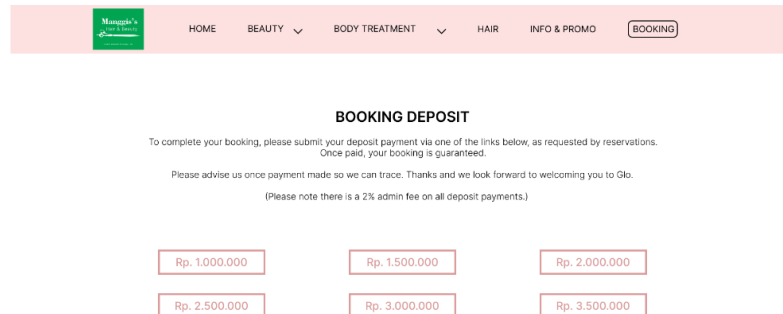 Manggis's
Hair & Beauty
HOME
BEAUTY
BODY TREATMENT
HAIR
INFO & PROMO
BOOKING
BOOKING DEPOSIT
To complete your booking, please submit your deposit payment via one of the links below, as requested by reservations.
Once paid, your booking is guaranteed.
Please advise us once payment made so we can trace. Thanks and we look forward to welcoming you to Glo.
(Please note there is a 2% admin fee on all deposit payments.)
Rp. 1.000.000
Rp. 1.500.000
Rp. 2.000.000
Rp. 2.500.000
Rp. 3.000.000
Rp. 3.500.000